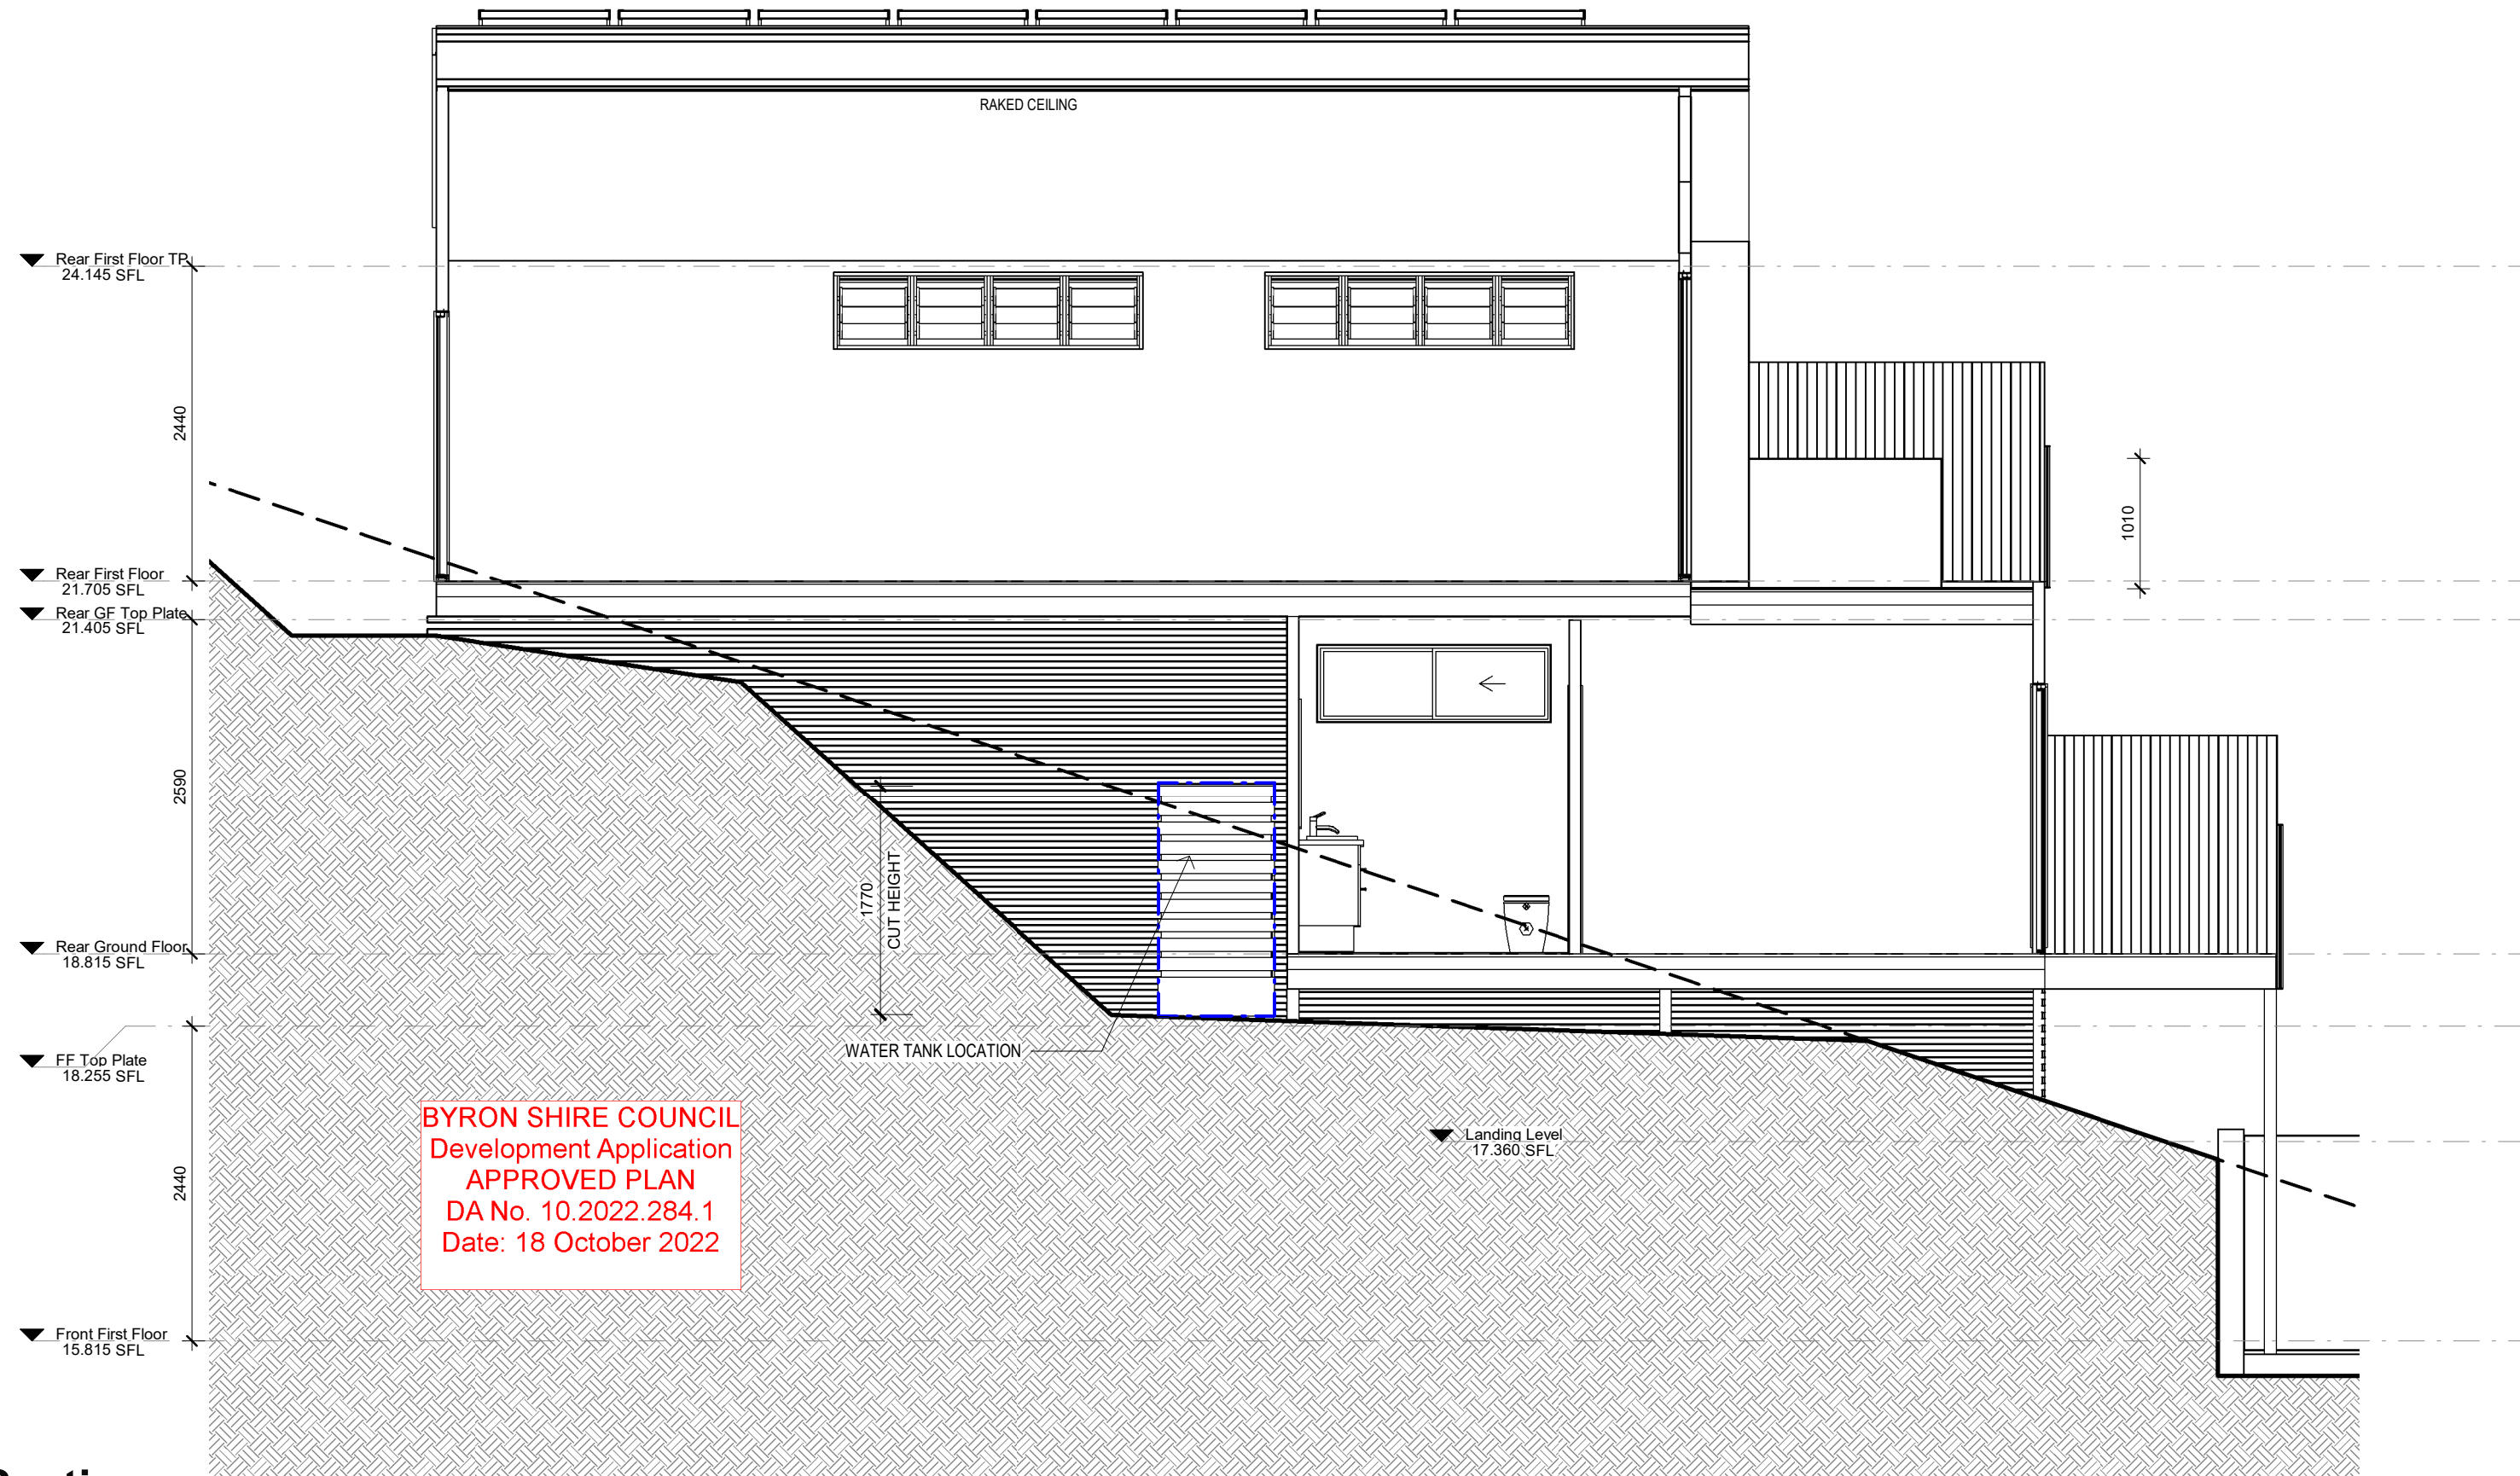 RAKED CEILING
Rear First Floor TP
24.145 SFL
2440
1010
Rear First Floor
21.705 SFL
Rear GF Top Plate
21.405 SFL
2590
1770
CUT HEIGHT
Rear Ground Floor
18.815 SFL
WATER TANK LOCATION
FF Top Plate
18.255 SFL
BYRON SHIRE COUNCIL
Development Application
APPROVED PLAN
DA No. 10.2022.284.1
Date: 18 October 2022
Landing Level
17.360 SFL
2440
Front First Floor
15.815 SFL